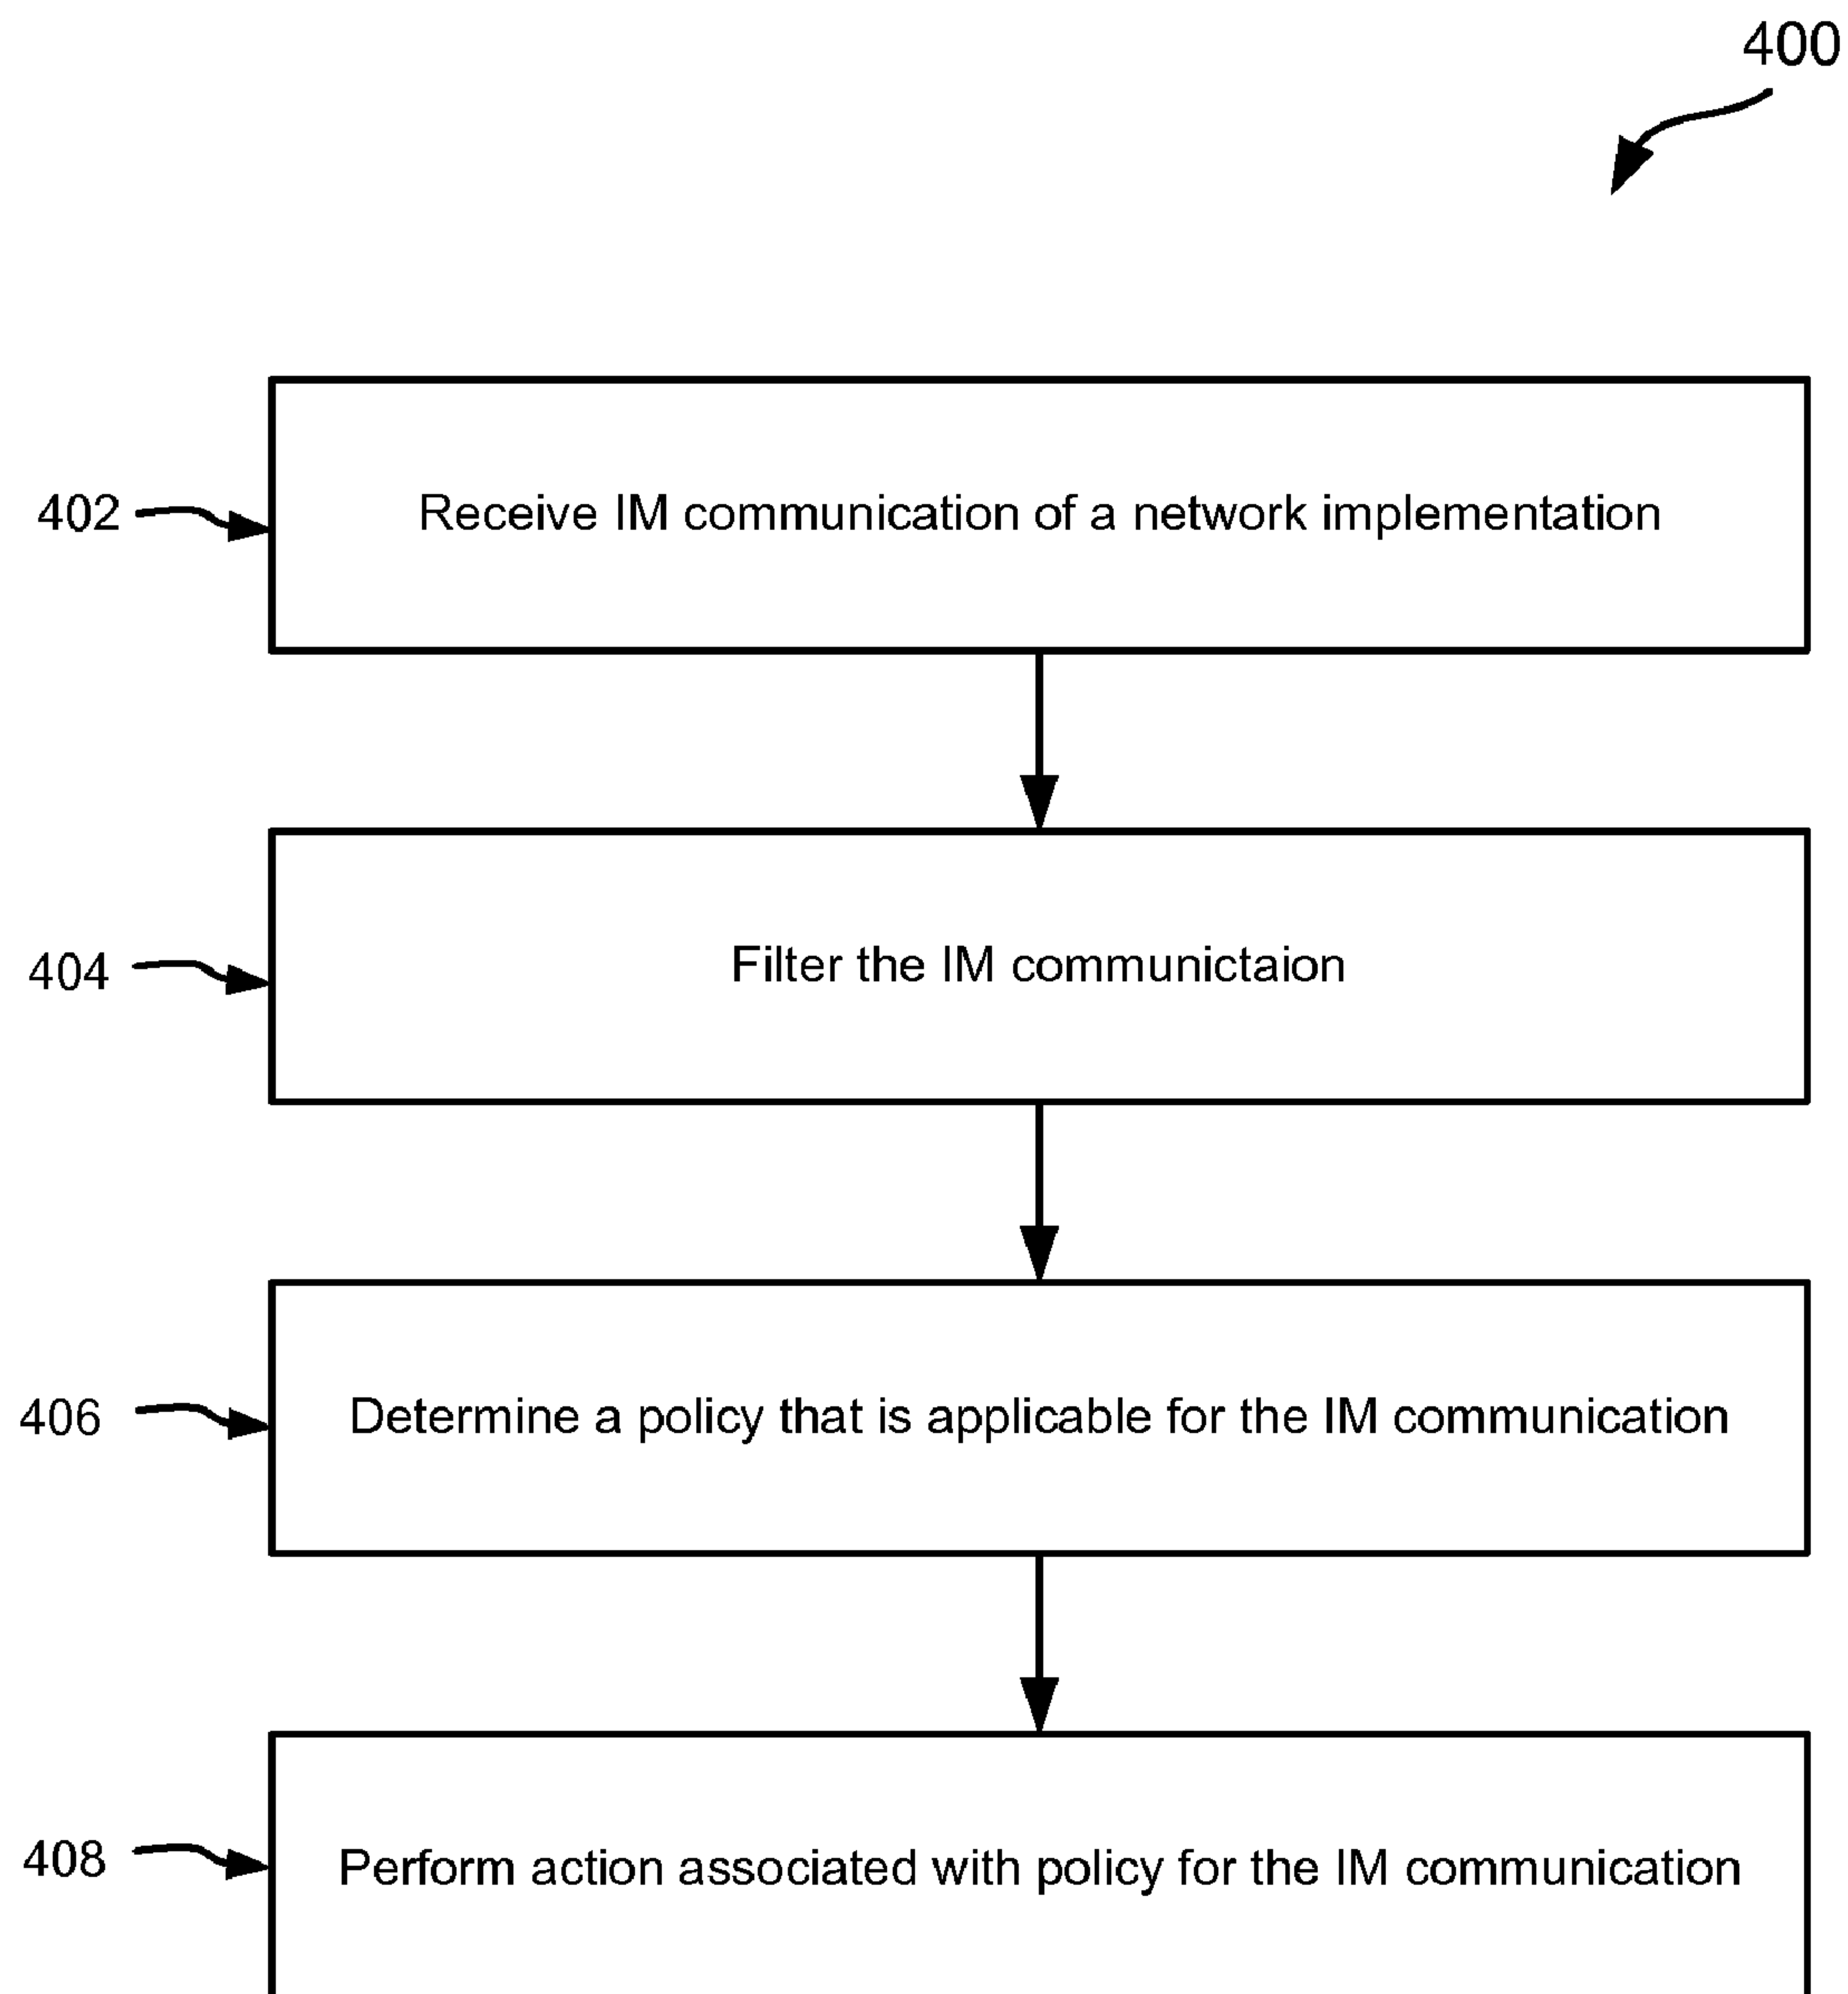 400
402
Receive IM communication of a network implementation
404
Filter the IM communictaion
406
Determine a policy that is applicable for the IM communication
408
Perform action associated with policy for the IM communication